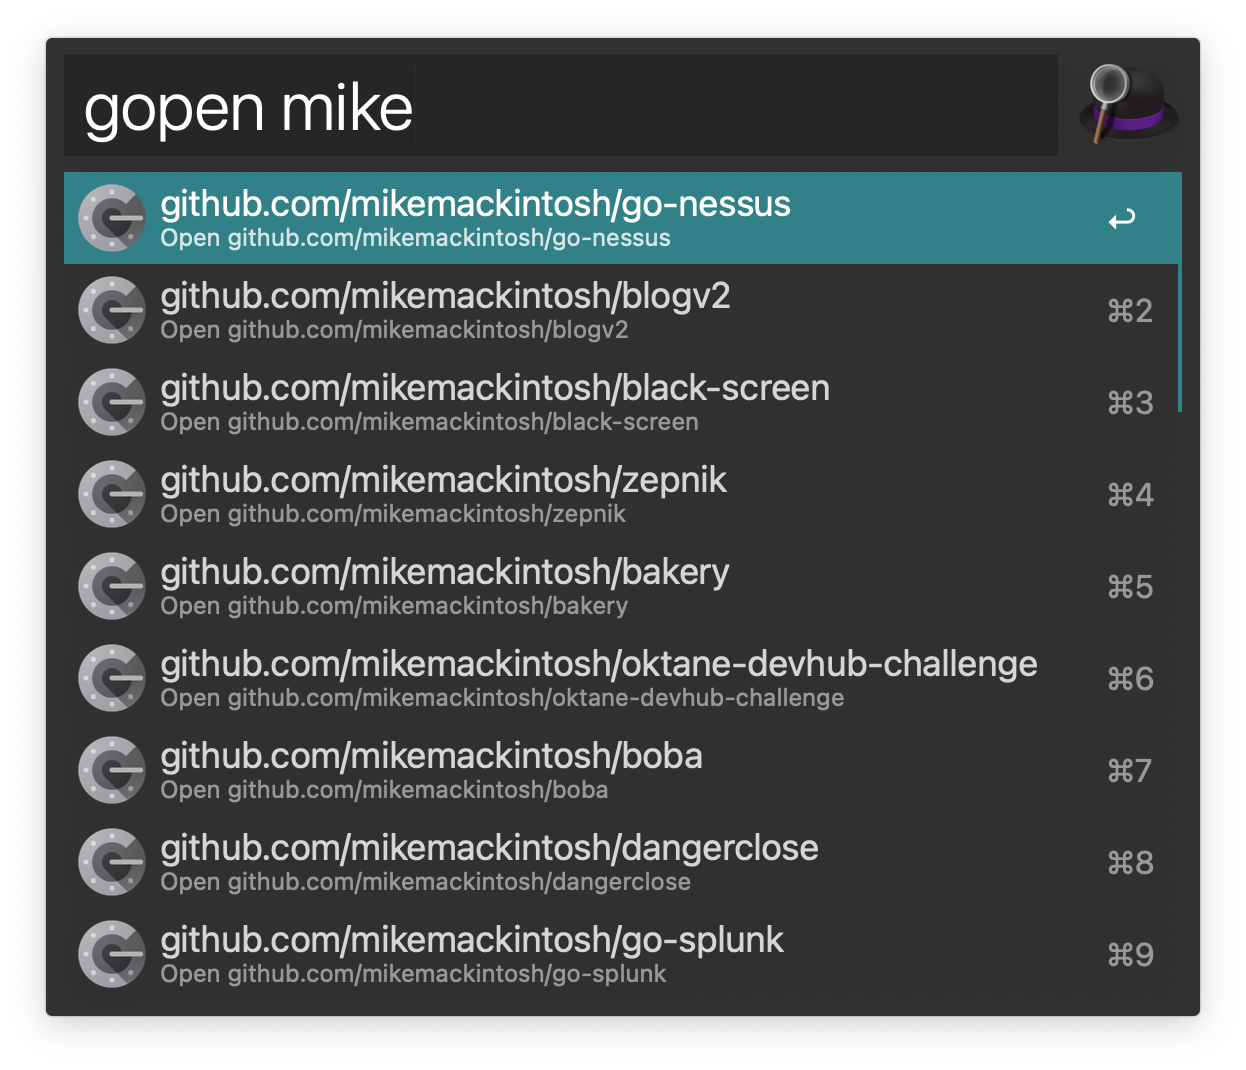 gopen mike
github.com/mikemackintosh/go-nessus
Open github.com/mikemackintosh/go-nessus
↩
github.com/mikemackintosh/blogv2
Open github.com/mikemackintosh/blogv2
⌘2
github.com/mikemackintosh/black-screen
Open github.com/mikemackintosh/black-screen
⌘3
github.com/mikemackintosh/zepnik
Open github.com/mikemackintosh/zepnik
⌘4
github.com/mikemackintosh/bakery
Open github.com/mikemackintosh/bakery
⌘5
github.com/mikemackintosh/oktane-devhub-challenge
Open github.com/mikemackintosh/oktane-devhub-challenge
⌘6
github.com/mikemackintosh/boba
Open github.com/mikemackintosh/boba
⌘7
github.com/mikemackintosh/dangerclose
Open github.com/mikemackintosh/dangerclose
⌘8
github.com/mikemackintosh/go-splunk
Open github.com/mikemackintosh/go-splunk
⌘9